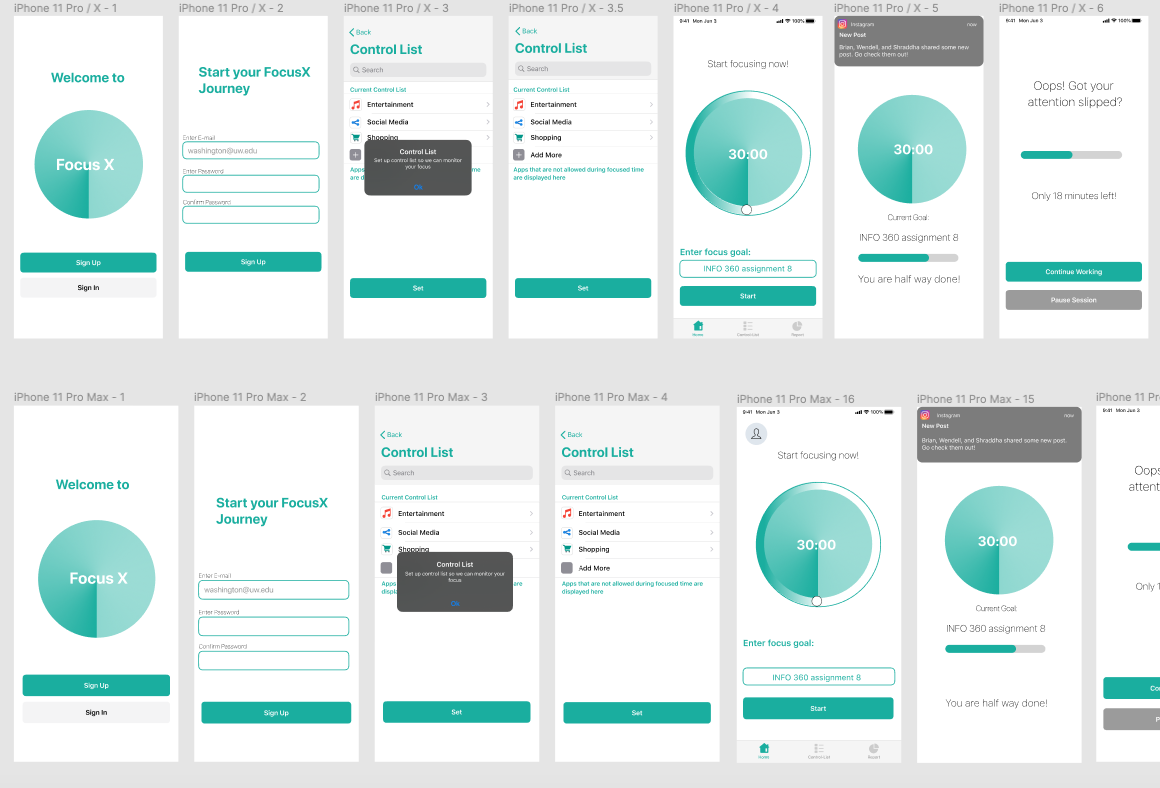 iPhone 11 Pro / X - 1
Welcome to
Focus X
Sign Up
Sign In
iPhone 11 Pro / X - 2
Start your FocusX
Journey
Enter E-mail
washington@uw.edu
Enter Password
Confirm Password
Sign Up
iPhone 11 Pro / X - 3
Back
Control List
Search
Current Control List
Entertainment
Social Media
Shopping
Control List
Set up control list so we can monitor
your focus
OK
Apps
me
are d
Set
iPhone 11 Pro / X - 3.5
Back
Control List
Search
Current Control List
Entertainment
Social Media
Shopping
Add More
Apps that are not allowed during focused time
are displayed here
Set
iPhone 11 Pro / X - 4
9:41 Mon Jun 3
100%
Start focusing now!
30:00
Enter focus goal:
INFO 360 assignment 8
Start
Home
Control List
Report
iPhone 11 Pro / X - 5
Instagram
now
New Post
Brian, Wendell, and Shraddha shared some new
post. Go check them out!
30:00
Current Goal:
INFO 360 assignment 8
You are half way done!
iPhone 11 Pro / X - 6
9:41 Mon Jun 3
100%
Oops! Got your
attention slipped?
Only 18 minutes left!
Continue Working
Pause Session
iPhone 11 Pro Max - 1
Welcome to
Focus X
Sign Up
Sign In
iPhone 11 Pro Max - 2
Start your FocusX
Journey
Enter E-mail
washington@uw.edu
Enter Password
Confirm Password
Sign Up
iPhone 11 Pro Max - 3
Back
Control List
Search
Current Control List
Entertainment
Social Media
Shopping
Control List
Set up control list so we can monitor your
focus
OK
Apps
are
displa
Set
iPhone 11 Pro Max - 4
Back
Control List
Search
Current Control List
Entertainment
Social Media
Shopping
Add More
Apps that are not allowed during focused time are
displayed here
Set
iPhone 11 Pro Max - 16
9:41 Mon Jun 3
100%
Start focusing now!
30:00
Enter focus goal:
INFO 360 assignment 8
Start
Home
Control List
Report
iPhone 11 Pro Max - 15
Instagram
now
New Post
Brian, Wendell, and Shraddha shared some new post.
Go check them out!
30:00
Current Goal:
INFO 360 assignment 8
You are half way done!
iPhone 11 Pr
9:41 Mon Jun 3
Oops
attent
Only 1
Co
P